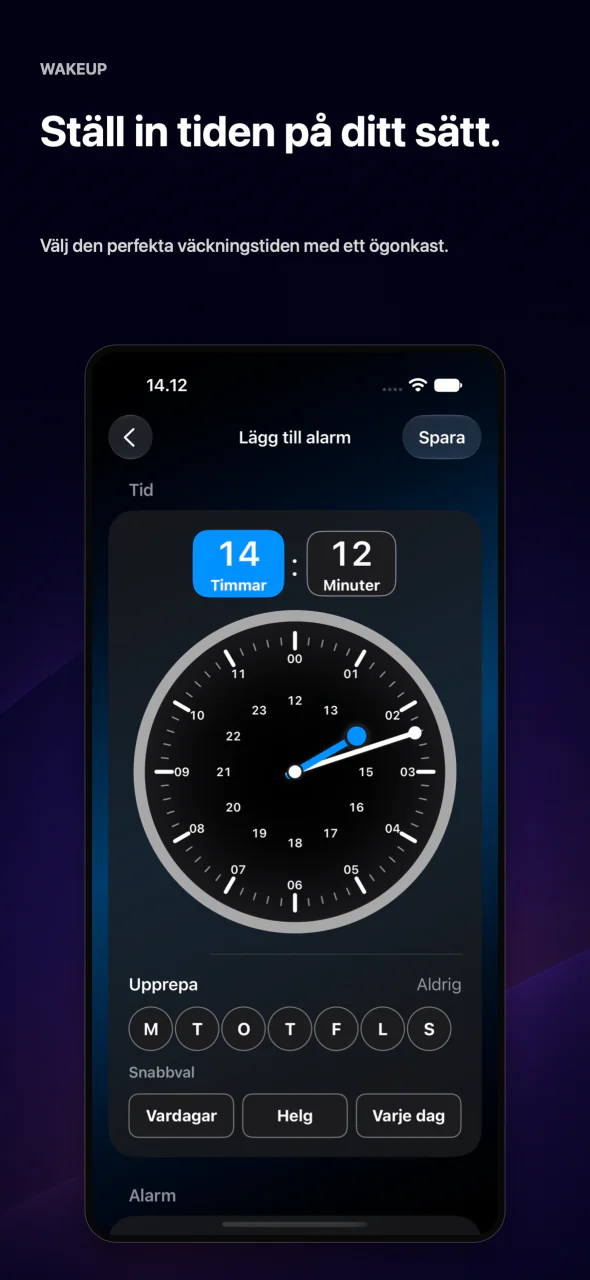 WAKEUP
Ställ in tiden på ditt sätt.
Välj den perfekta väckningstiden med ett ögonkast.
14.12
Lägg till alarm
Spara
Tid
14 : 12
Timmar Minuter
00
11 01
12
10 23 13 02
22
09 21 15 03
20 16
08 19 17 04
18
07 05
06
Upprepa Aldrig
M T O T F L S
Snabbval
Vardagar Helg Varje dag
Alarm